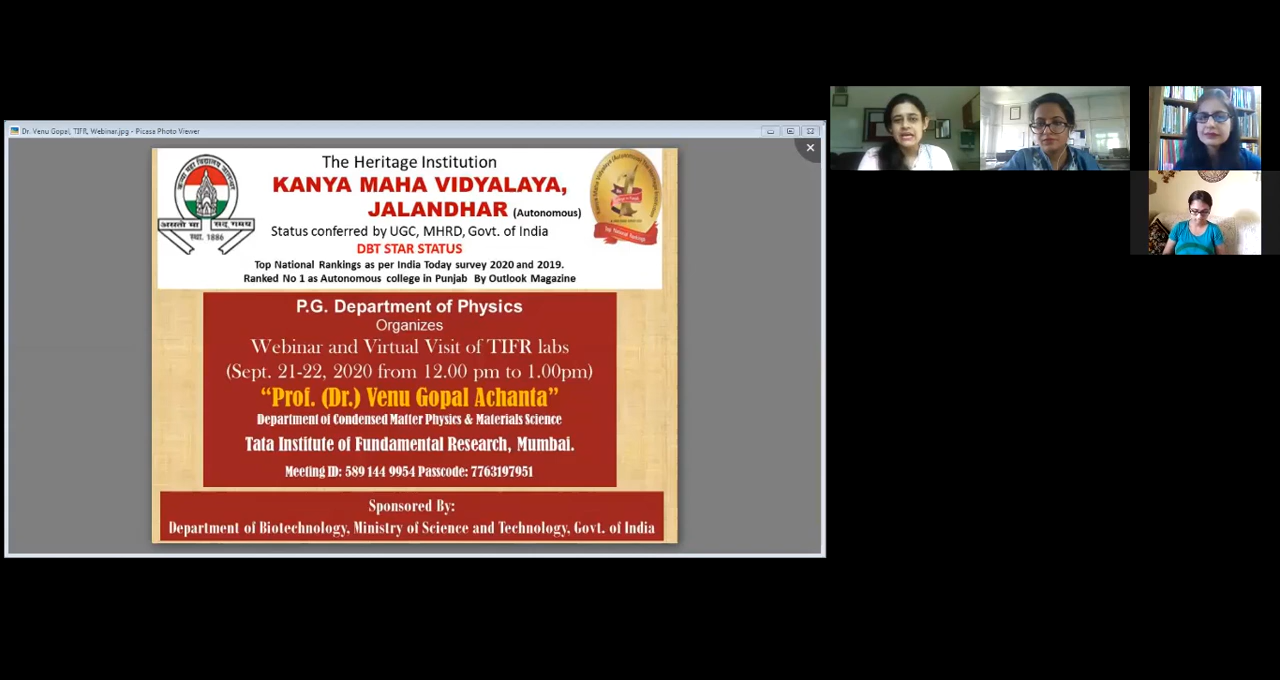 Dr. Venu Gopal, TIFR, Webinar.jpg - Picasa Photo Viewer
The Heritage Institution
KANYA MAHA VIDYALAYA,
JALANDHAR (Autonomous)
Status conferred by UGC, MHRD, Govt. of India
DBT STAR STATUS
Top National Rankings as per India Today survey 2020 and 2019.
Ranked No 1 as Autonomous college in Punjab By Outlook Magazine
असतो मा सद् गमय
स्था. 1886
P.G. Department of Physics
Organizes
Webinar and Virtual Visit of TIFR labs
(Sept. 21-22, 2020 from 12.00 pm to 1.00pm)
“Prof. (Dr.) Venu Gopal Achanta”
Department of Condensed Matter Physics & Materials Science
Tata Institute of Fundamental Research, Mumbai.
Meeting ID: 589 144 9954 Passcode: 7763197951
Sponsored By:
Department of Biotechnology, Ministry of Science and Technology, Govt. of India